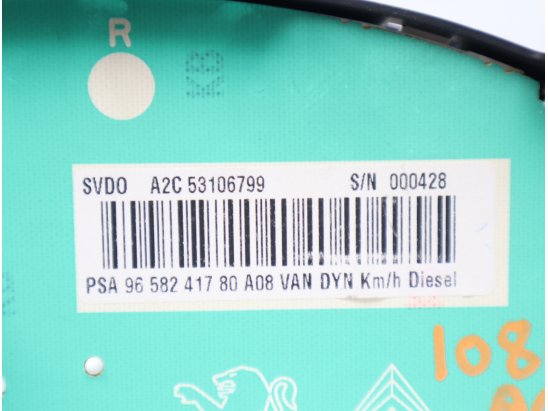 R
SVDO A2C 53106799 S/N 000428
PSA 96 582 417 80 A08 VAN DYN Km/h Diesel
108